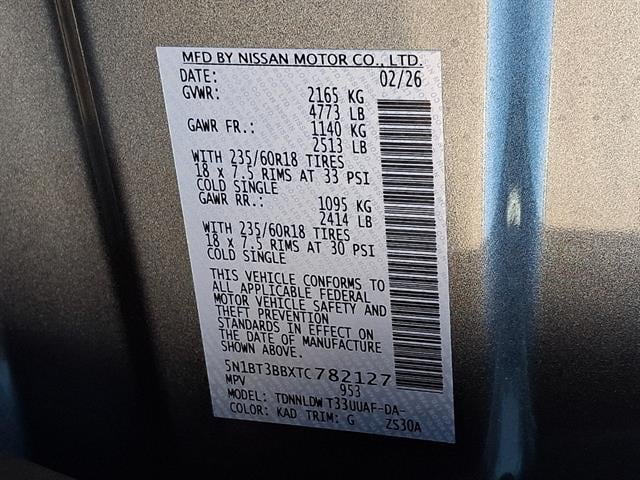 MFD BY NISSAN MOTOR CO., LTD.
DATE: 02/26
GVWR: 2165 KG
4773 LB
GAWR FR.: 1140 KG
2513 LB
WITH 235/60R18 TIRES
18 x 7.5 RIMS AT 33 PSI
COLD SINGLE
GAWR RR.: 1095 KG
2414 LB
WITH 235/60R18 TIRES
18 x 7.5 RIMS AT 30 PSI
COLD SINGLE
THIS VEHICLE CONFORMS TO
ALL APPLICABLE FEDERAL
MOTOR VEHICLE SAFETY AND
THEFT PREVENTION
STANDARDS IN EFFECT ON
THE DATE OF MANUFACTURE
SHOWN ABOVE.
5N1BT3BBXTC782127
MPV 953
MODEL: TDNNLDW T33UUAF-DA-
COLOR: KAD TRIM: G ZS30A